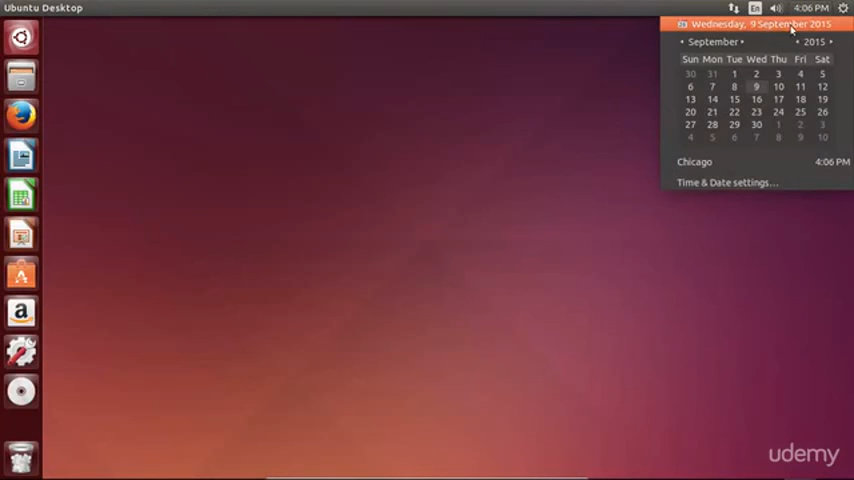 Ubuntu Desktop
En
4:06 PM
Wednesday, 9 September 2015
September
2015
Sun Mon Tue Wed Thu Fri Sat
30 31 1 2 3 4 5
6 7 8 9 10 11 12
13 14 15 16 17 18 19
20 21 22 23 24 25 26
27 28 29 30 1 2 3
4 5 6 7 8 9 10
Chicago 4:06 PM
Time & Date settings...
a
udemy